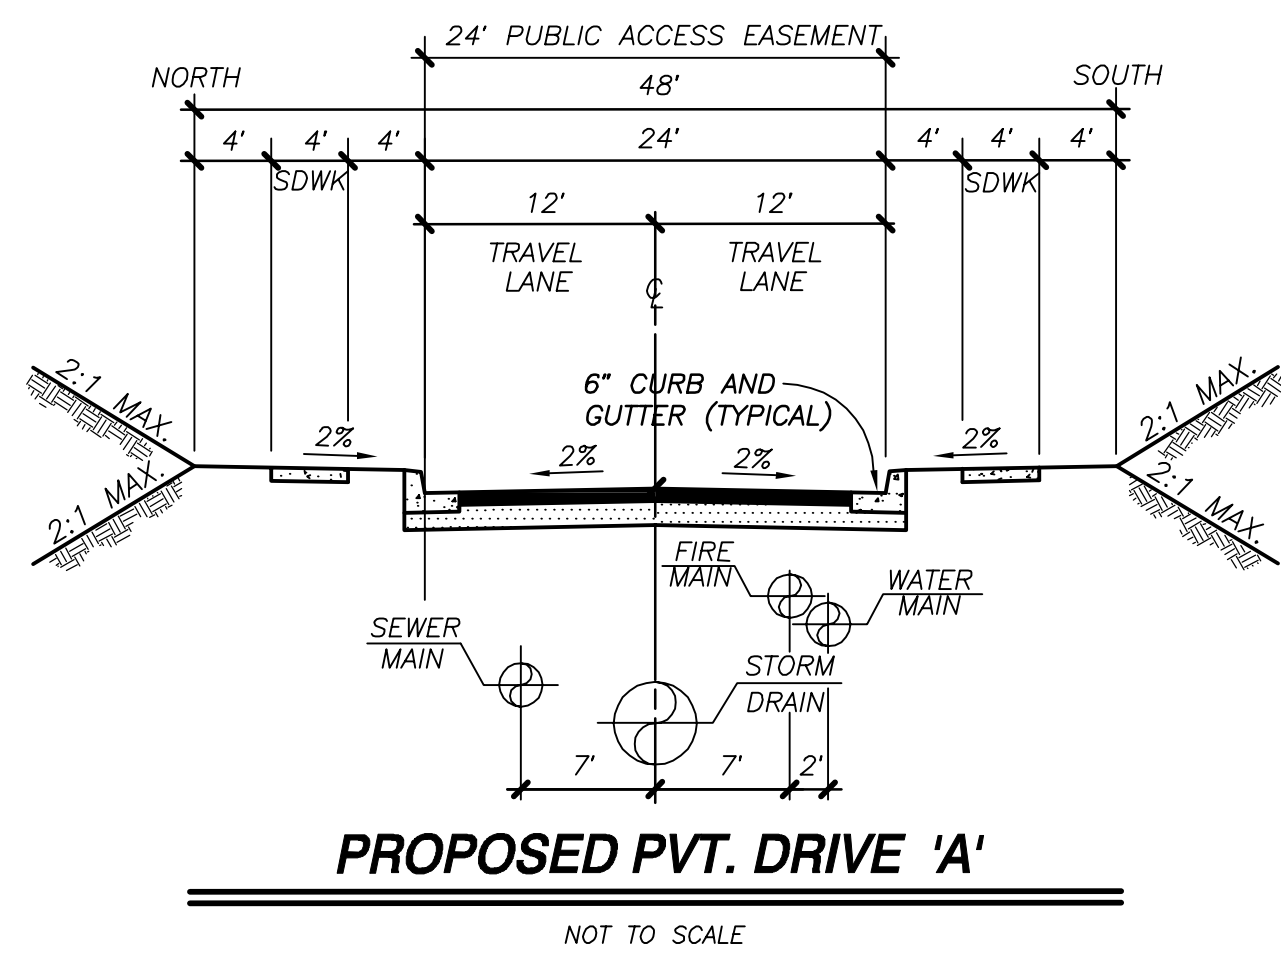 24' PUBLIC ACCESS EASEMENT
NORTH
48'
SOUTH
4' 4' 4' 24' 4' 4' 4'
SDWK SDWK
12' 12'
TRAVEL
LANE
TRAVEL
LANE
℄
6" CURB AND
GUTTER (TYPICAL)
2:1 MAX.
2:1 MAX.
2% 2% 2% 2%
2:1 MAX.
2:1 MAX.
FIRE
MAIN
WATER
MAIN
SEWER
MAIN
STORM
DRAIN
7' 7' 2'
PROPOSED PVT. DRIVE 'A'
NOT TO SCALE